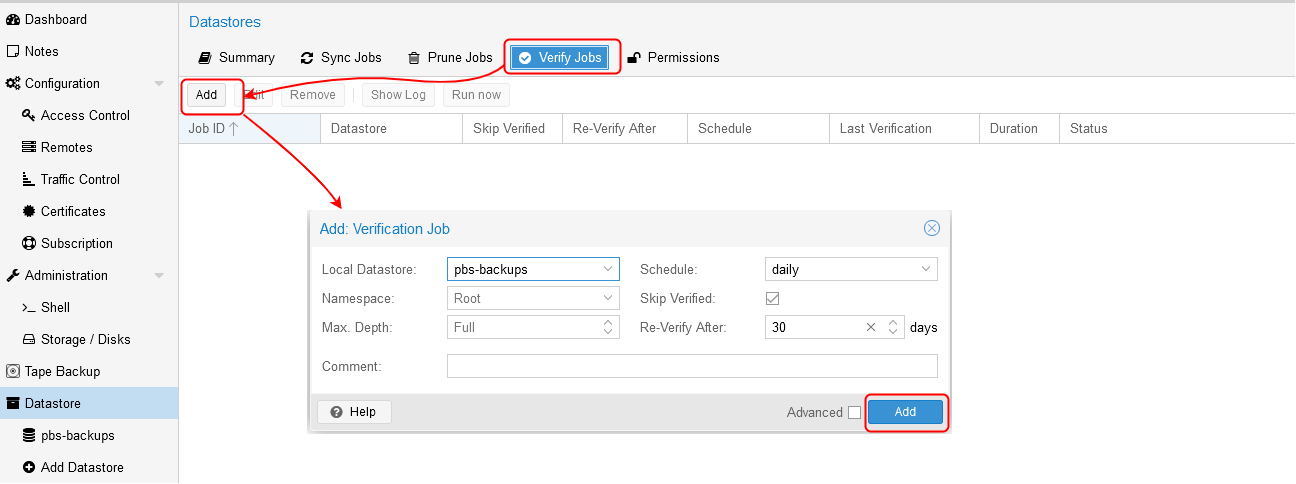 Dashboard
Notes
Configuration
Access Control
Remotes
Traffic Control
Certificates
Subscription
Administration
Shell
Storage / Disks
Tape Backup
Datastore
pbs-backups
Add Datastore
Datastores
Summary Sync Jobs Prune Jobs Verify Jobs Permissions
Add Edit Remove Show Log Run now
Job ID Datastore Skip Verified Re-Verify After Schedule Last Verification Duration Status
Add: Verification Job
Local Datastore: pbs-backups Schedule: daily
Namespace: Root Skip Verified:
Max. Depth: Full Re-Verify After: 30 days
Comment:
Help Advanced Add